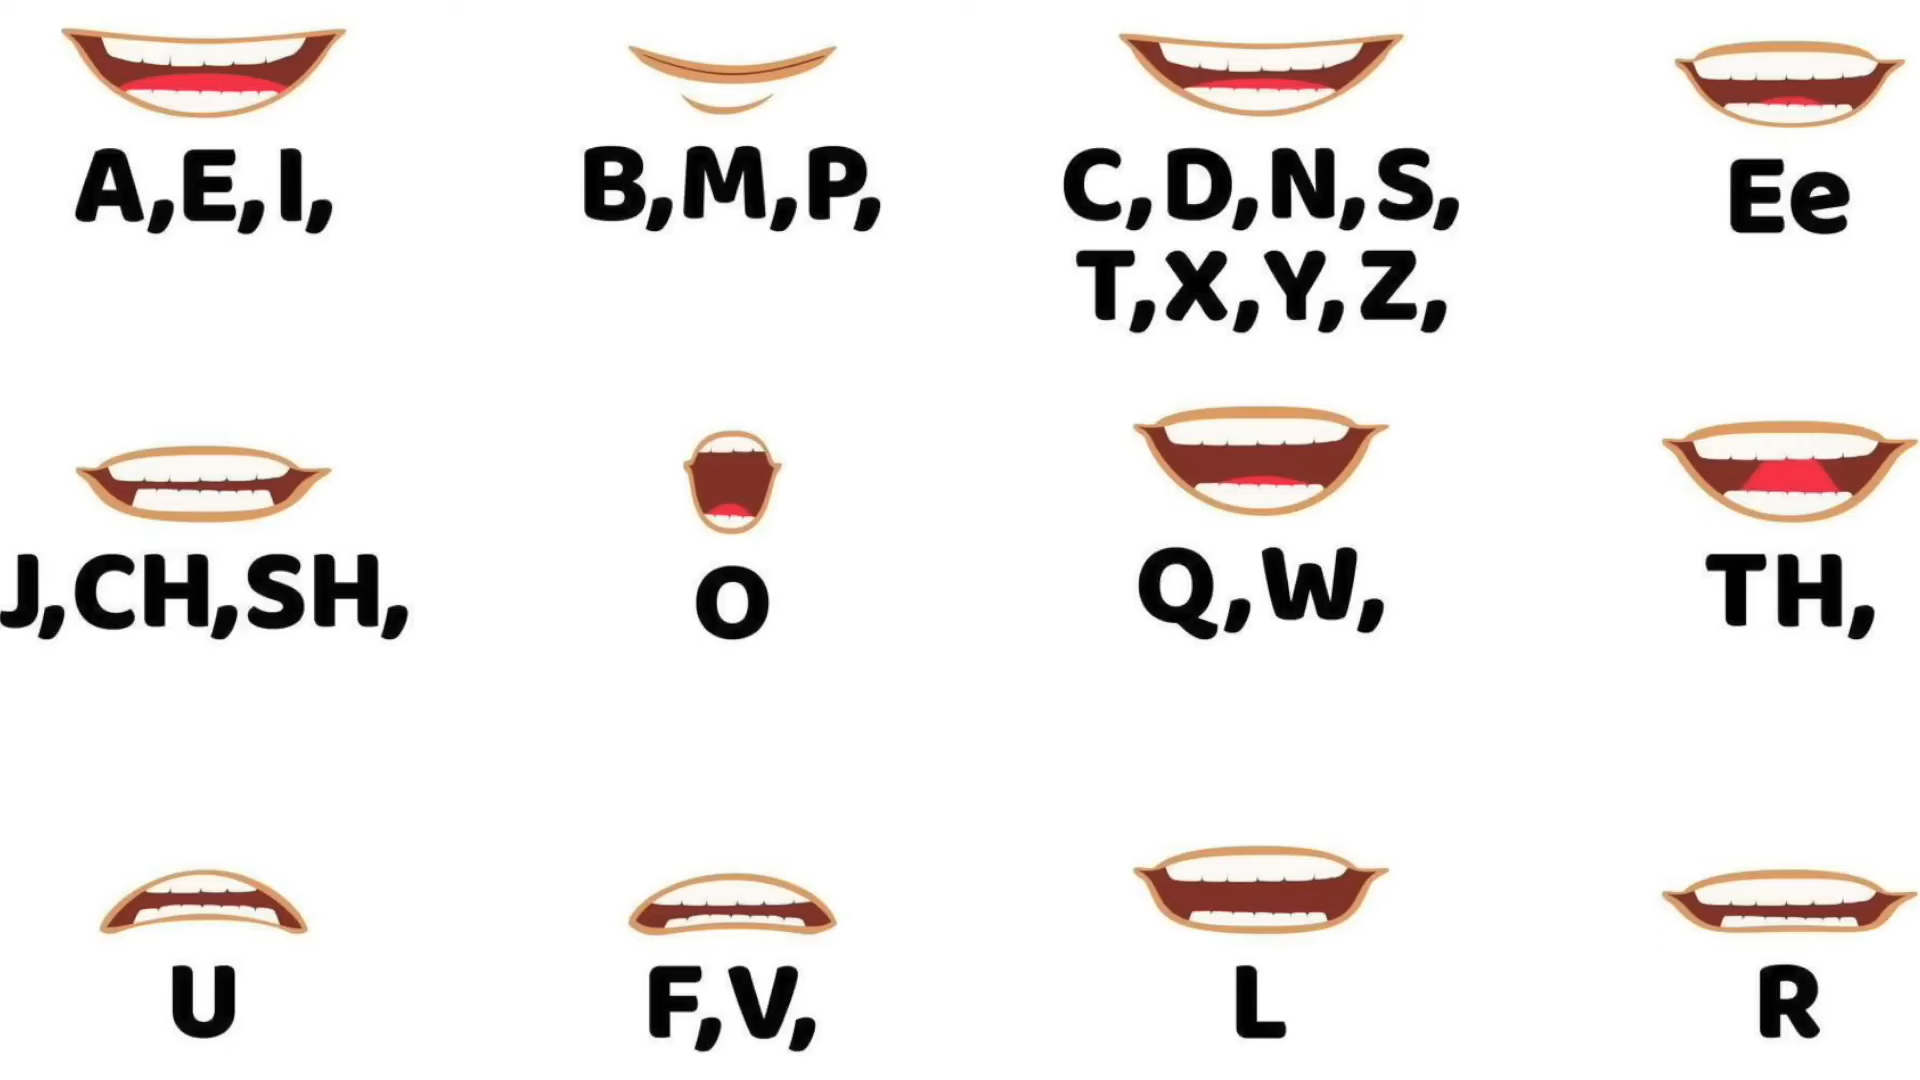 A,E,I,
B,M,P,
C,D,N,S,
T,X,Y,Z,
Ee
J,CH,SH,
O
Q,W,
TH,
U
F,V,
L
R